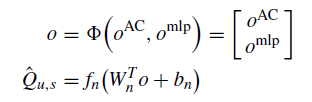 o = Φ(o^AC, o^mlp) = [o^AC o^mlp]
Q̂_{u,s} = f_n(W_n^T o + b_n)